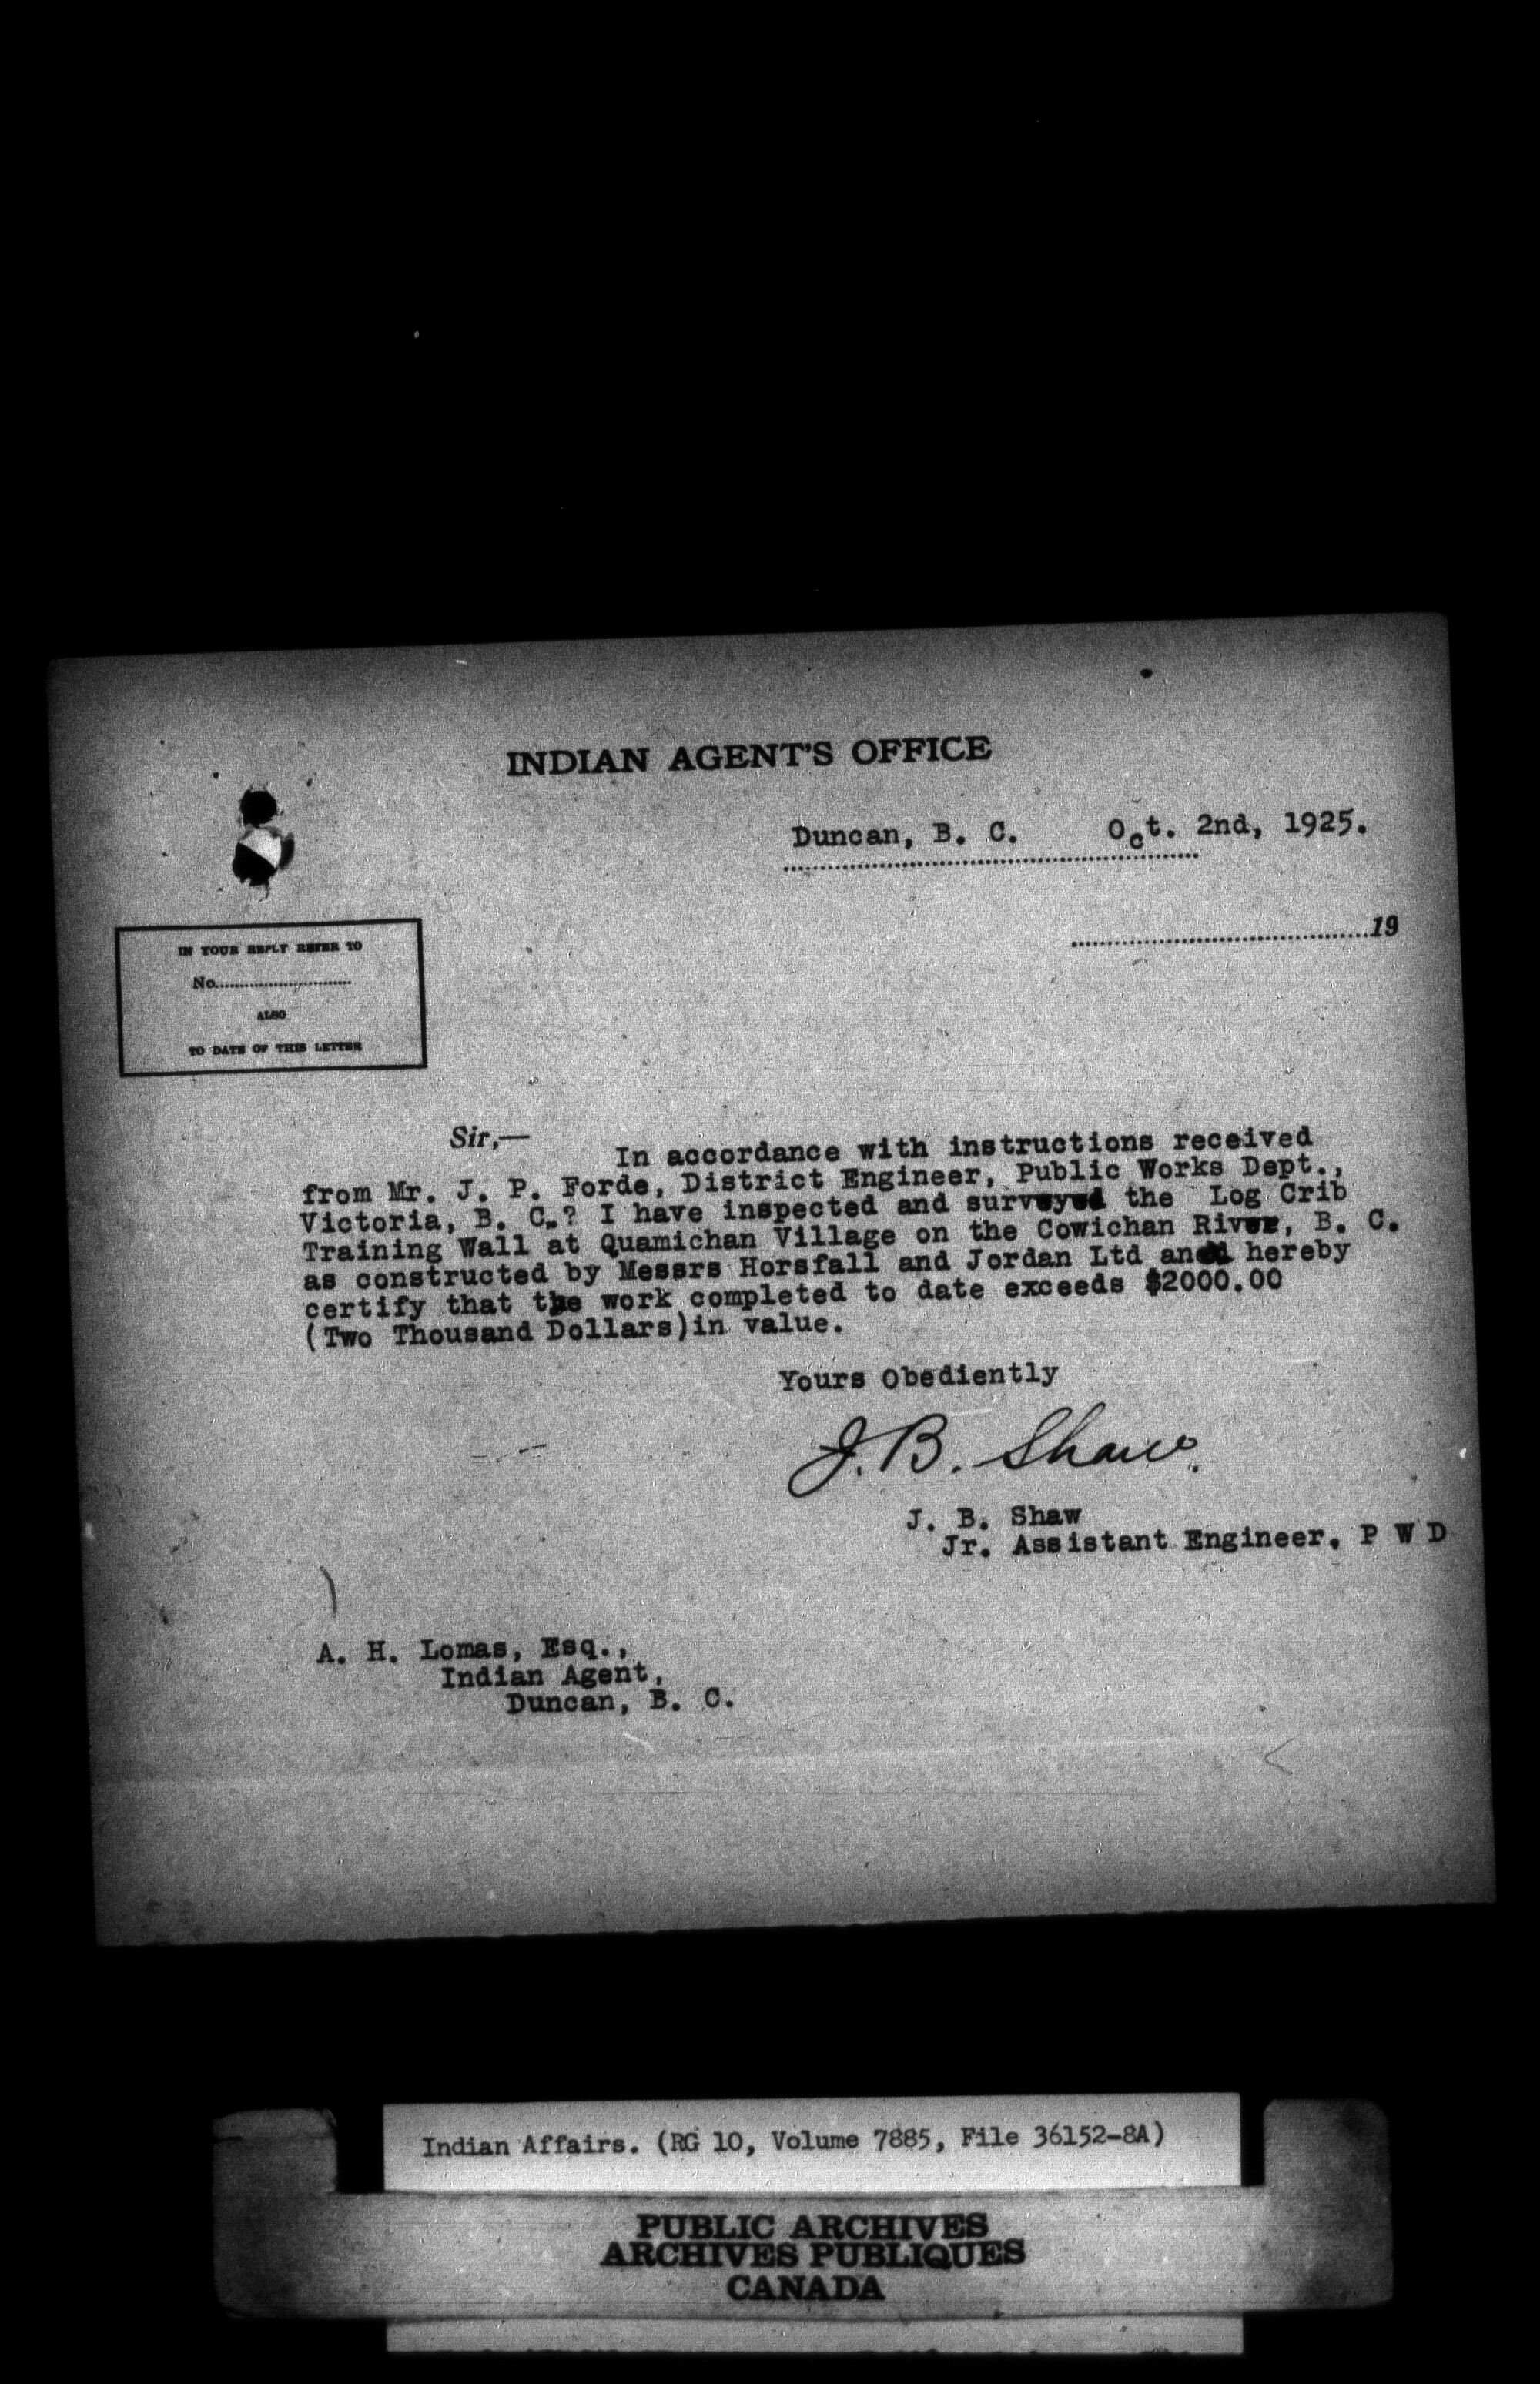 INDIAN AGENT'S OFFICE
Duncan, B. C. Oct. 2nd, 1925.
19
IN YOUR REPLY REFER TO
No.
ALSO
TO DATE OF THIS LETTER
Sir,—
In accordance with instructions received
from Mr. J. P. Forde, District Engineer, Public Works Dept.,
Victoria, B. C.? I have inspected and surveyed the Log Crib
Training Wall at Quamichan Village on the Cowichan River, B. C.
as constructed by Messrs Horsfall and Jordan Ltd and hereby
certify that the work completed to date exceeds $2000.00
(Two Thousand Dollars)in value.
Yours Obediently
J. B. Shaw.
J. B. Shaw
Jr. Assistant Engineer. P W D
A. H. Lomas, Esq.,
Indian Agent,
Duncan, B. C.
Indian Affairs. (RG 10, Volume 7885, File 36152-8A)
PUBLIC ARCHIVES
ARCHIVES PUBLIQUES
CANADA